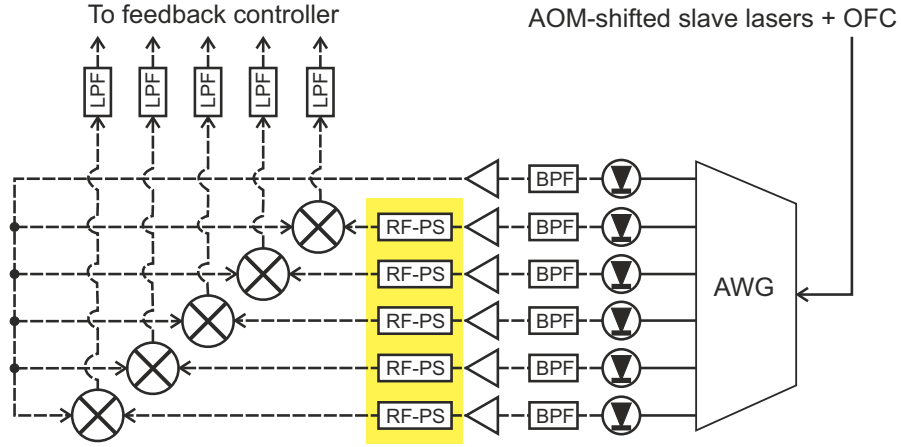 To feedback controller
AOM-shifted slave lasers + OFC
LPF LPF LPF LPF LPF
BPF
RF-PS BPF
RF-PS BPF
AWG
RF-PS BPF
RF-PS BPF
RF-PS BPF